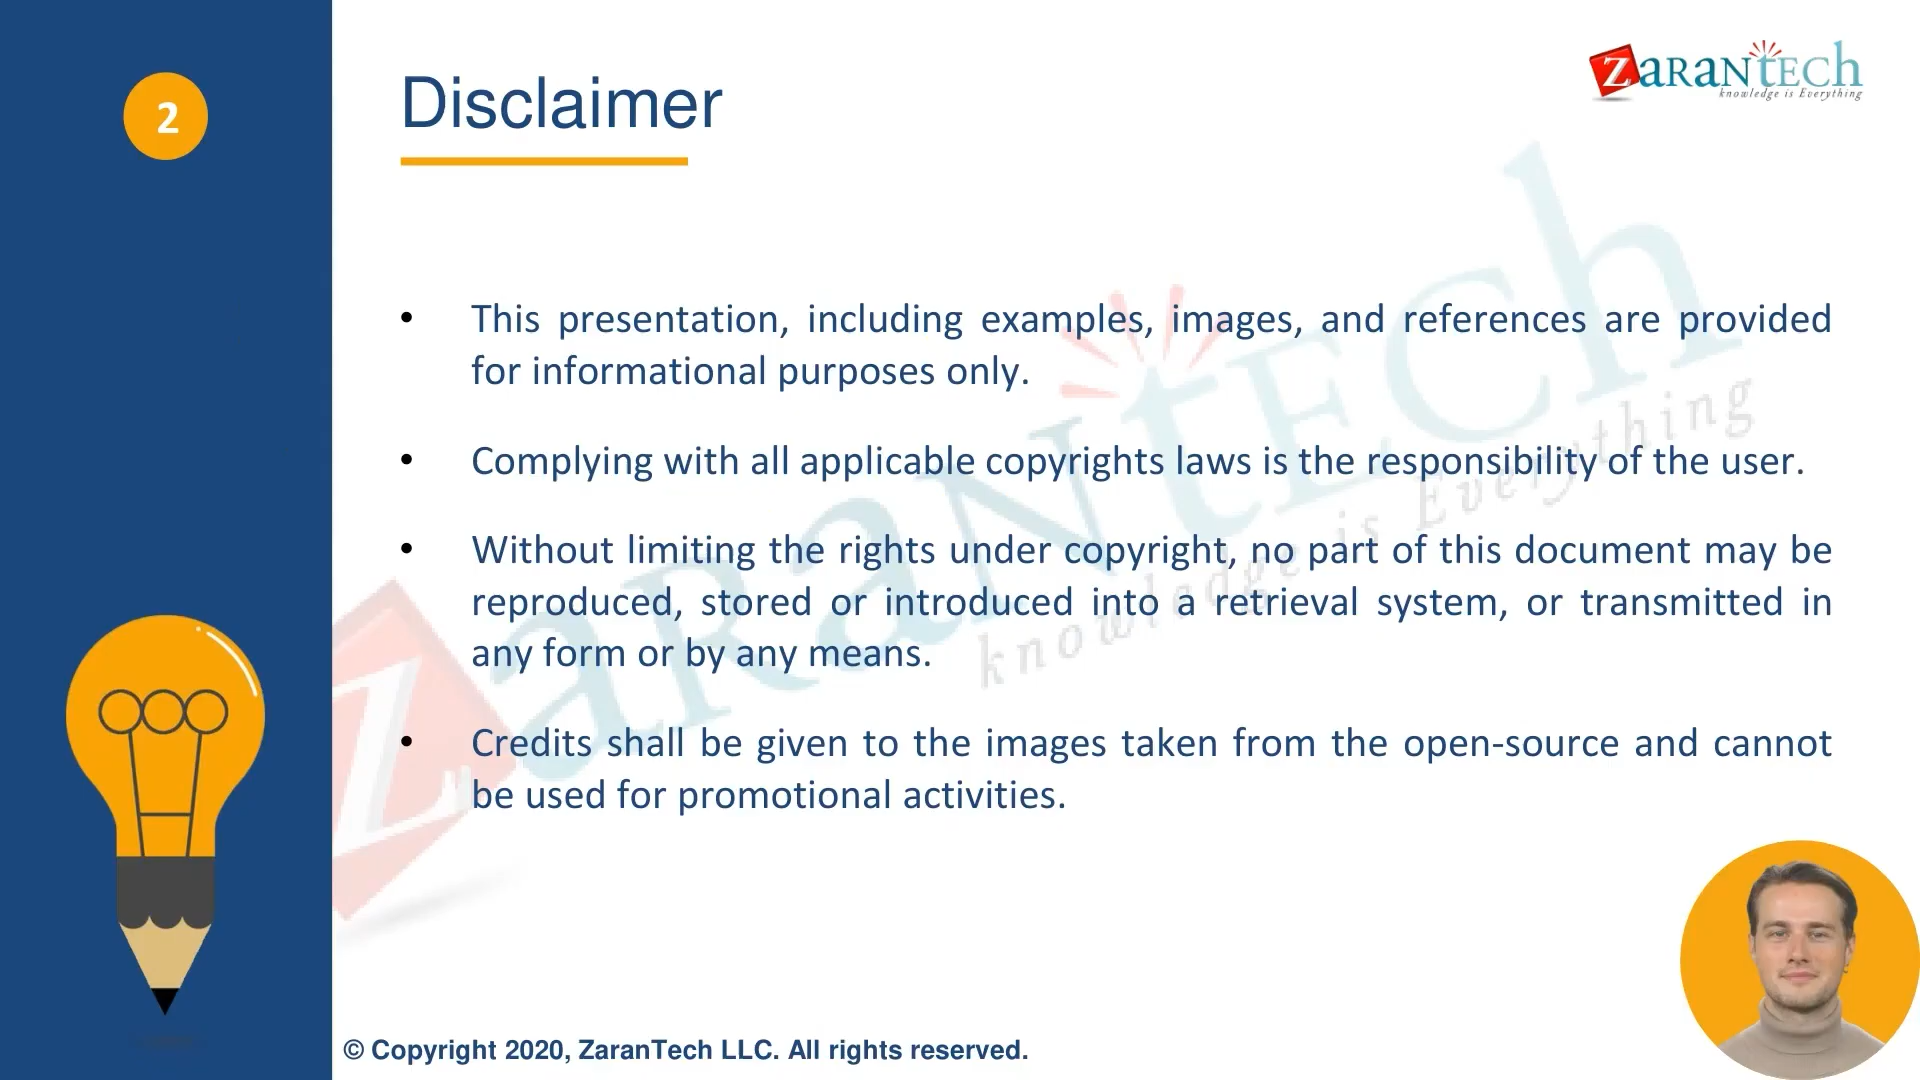 2
Disclaimer
ZaranTech
knowledge is Everything
• This presentation, including examples, images, and references are provided
for informational purposes only.
• Complying with all applicable copyrights laws is the responsibility of the user.
• Without limiting the rights under copyright, no part of this document may be
reproduced, stored or introduced into a retrieval system, or transmitted in
any form or by any means.
• Credits shall be given to the images taken from the open-source and cannot
be used for promotional activities.
ZaranTech
knowledge is Everything
© Copyright 2020, ZaranTech LLC. All rights reserved.